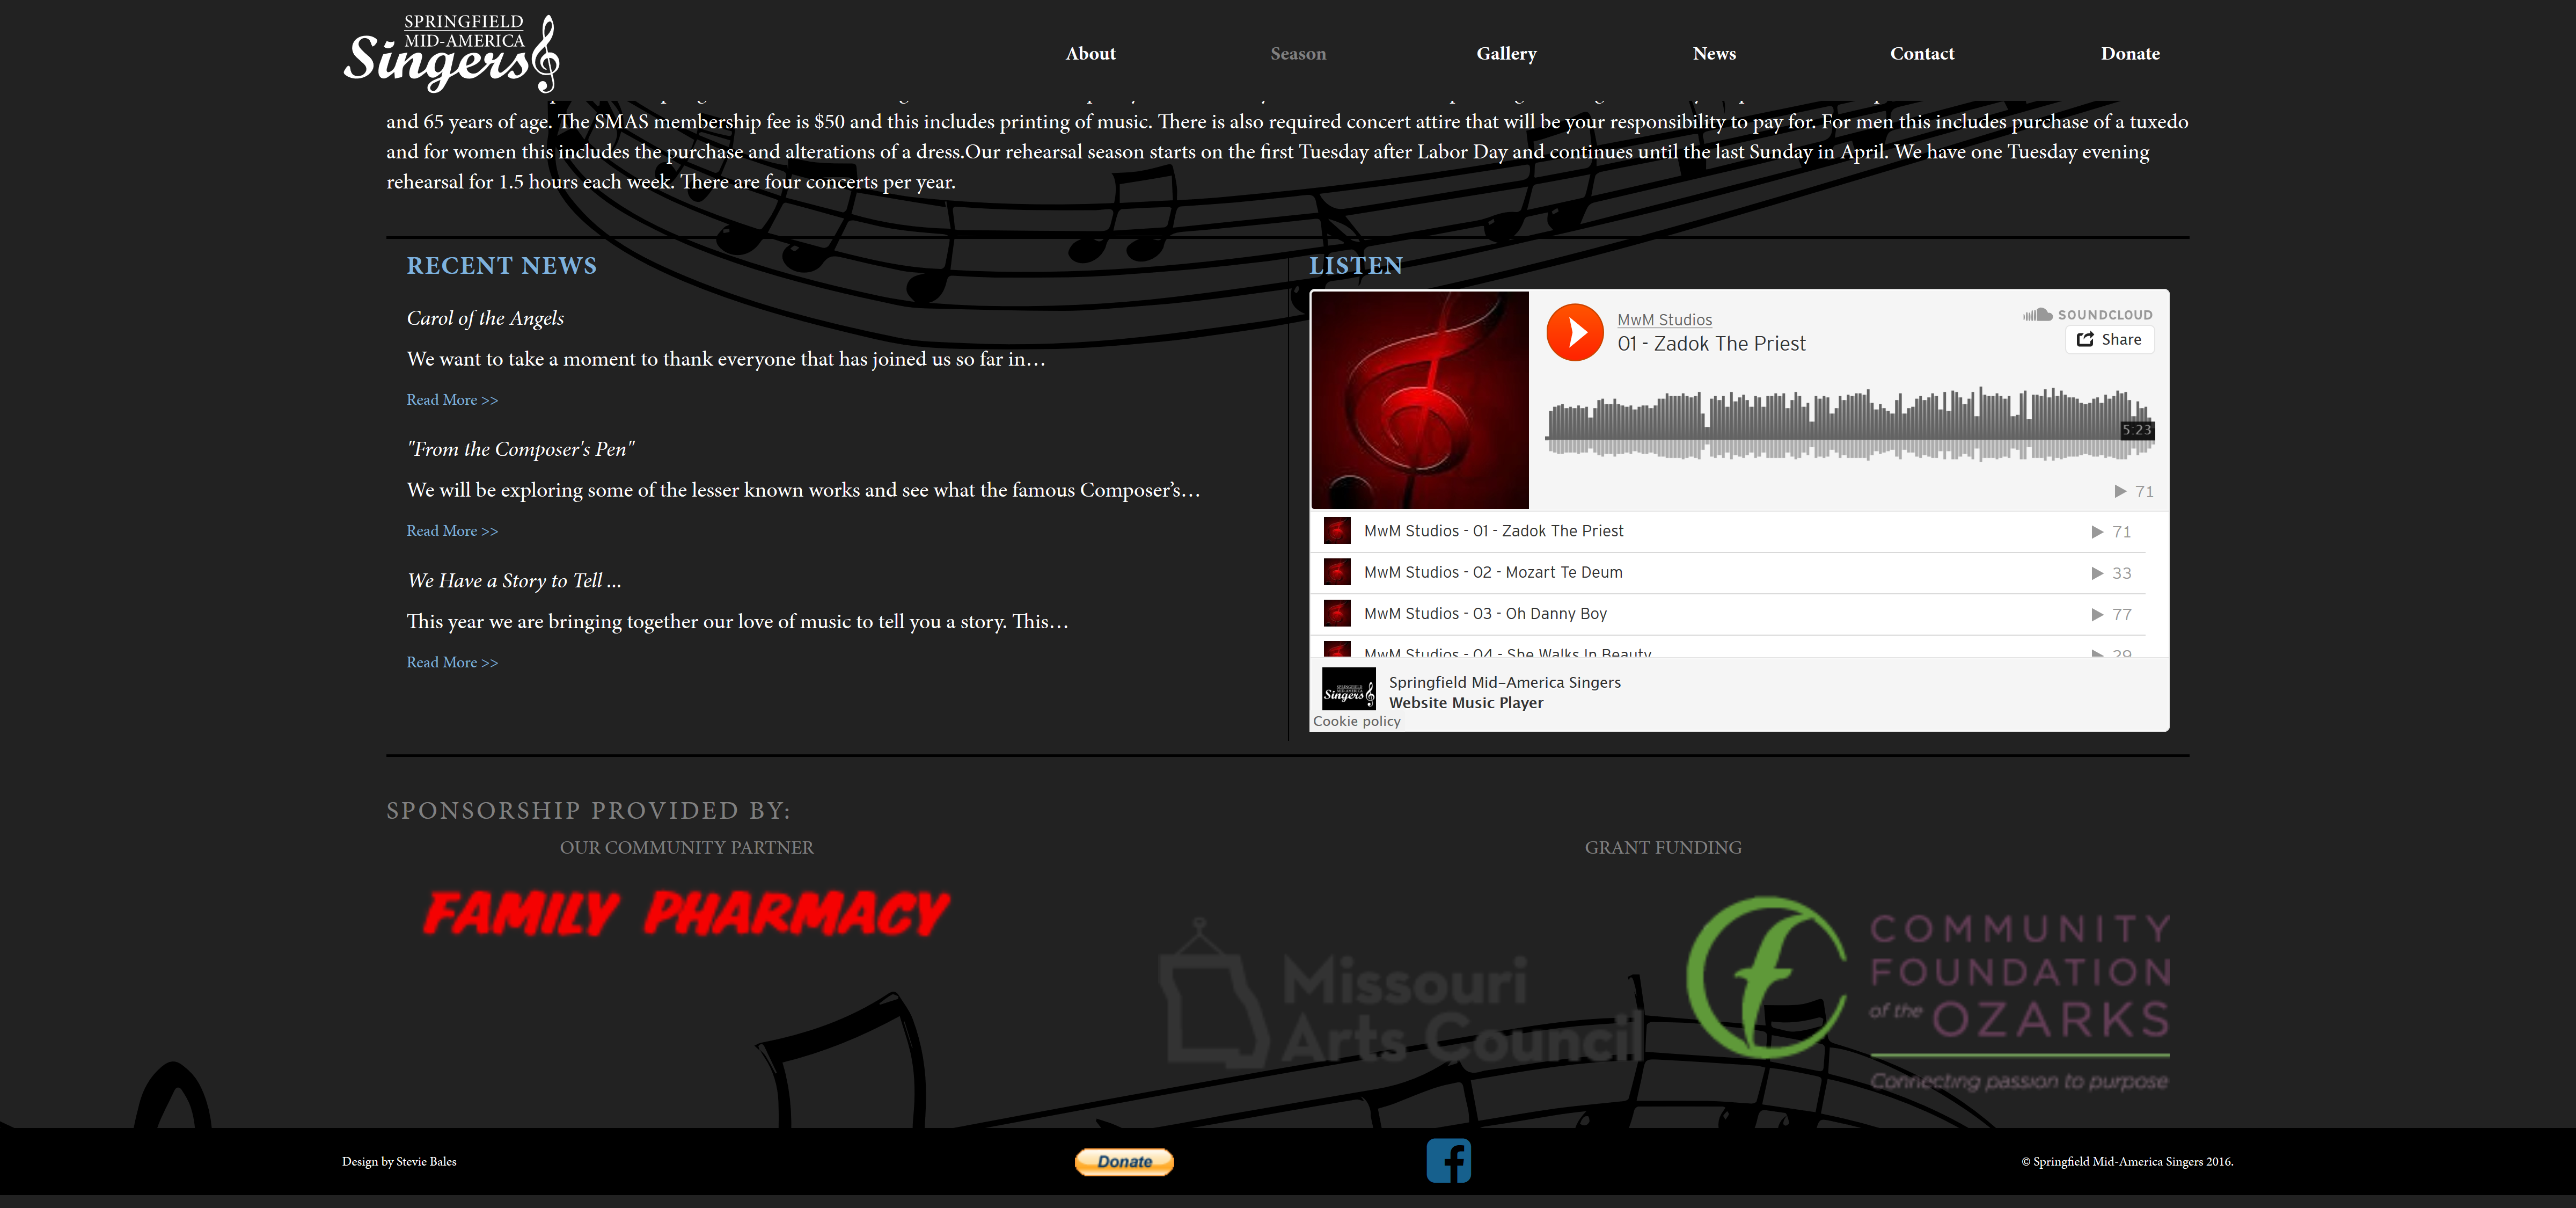 SPRINGFIELD
MID-AMERICA
Singers
About
Season
Gallery
News
Contact
Donate
and 65 years of age. The SMAS membership fee is $50 and this includes printing of music. There is also required concert attire that will be your responsibility to pay for. For men this includes purchase of a tuxedo
and for women this includes the purchase and alterations of a dress.Our rehearsal season starts on the first Tuesday after Labor Day and continues until the last Sunday in April. We have one Tuesday evening
rehearsal for 1.5 hours each week. There are four concerts per year.
RECENT NEWS
Carol of the Angels
We want to take a moment to thank everyone that has joined us so far in…
Read More >>
"From the Composer's Pen"
We will be exploring some of the lesser known works and see what the famous Composer’s…
Read More >>
We Have a Story to Tell ...
This year we are bringing together our love of music to tell you a story. This…
Read More >>
LISTEN
MwM Studios
01 - Zadok The Priest
SOUNDCLOUD
Share
5:23
71
MwM Studios - 01 - Zadok The Priest 71
MwM Studios - 02 - Mozart Te Deum 33
MwM Studios - 03 - Oh Danny Boy 77
MwM Studios - 04 - She Walks In Beauty 29
SPRINGFIELD
MID-AMERICA
Singers
Springfield Mid-America Singers
Website Music Player
Cookie policy
SPONSORSHIP PROVIDED BY:
OUR COMMUNITY PARTNER
FAMILY PHARMACY
GRANT FUNDING
Missouri
Arts Council
COMMUNITY
FOUNDATION
of the OZARKS
Connecting passion to purpose
Design by Stevie Bales
Donate
© Springfield Mid-America Singers 2016.